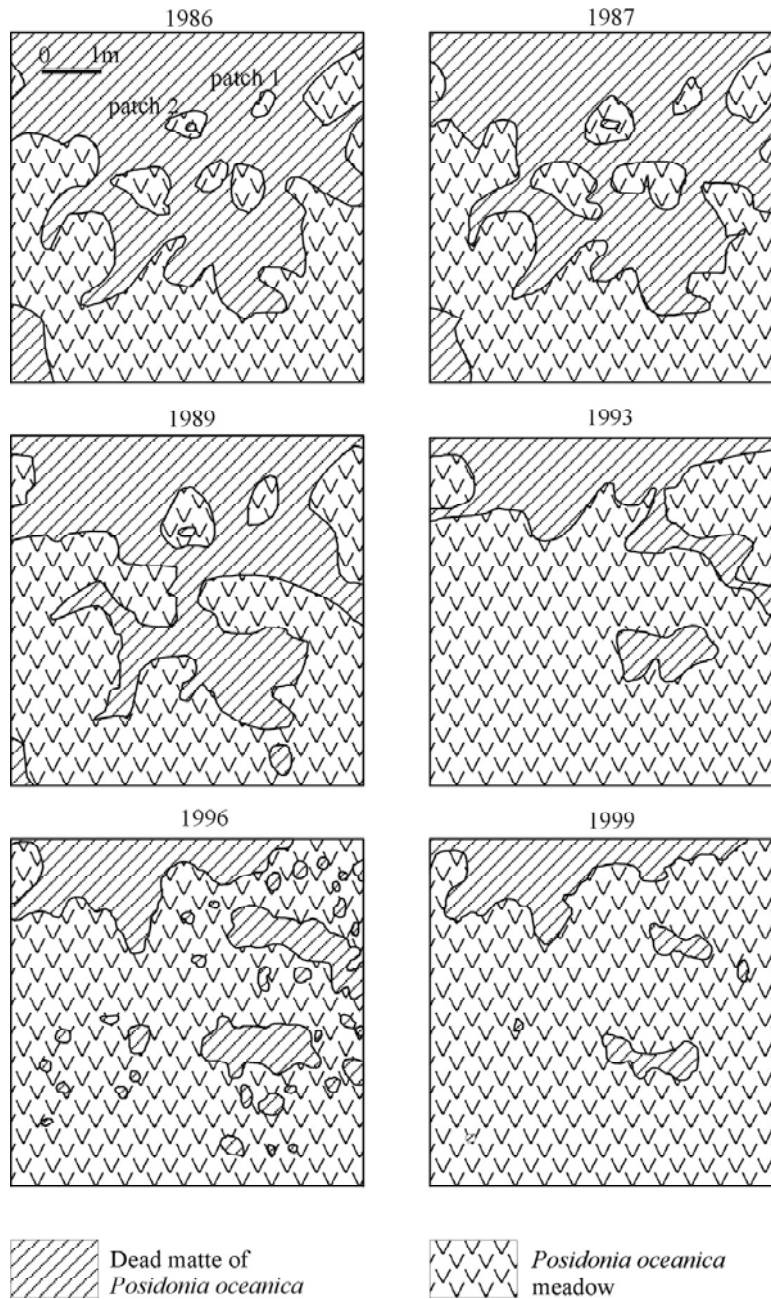 1986
1987
0 1m
patch 1
patch 2
1989
1993
1996
1999
Dead matte of
Posidonia oceanica
Posidonia oceanica
meadow